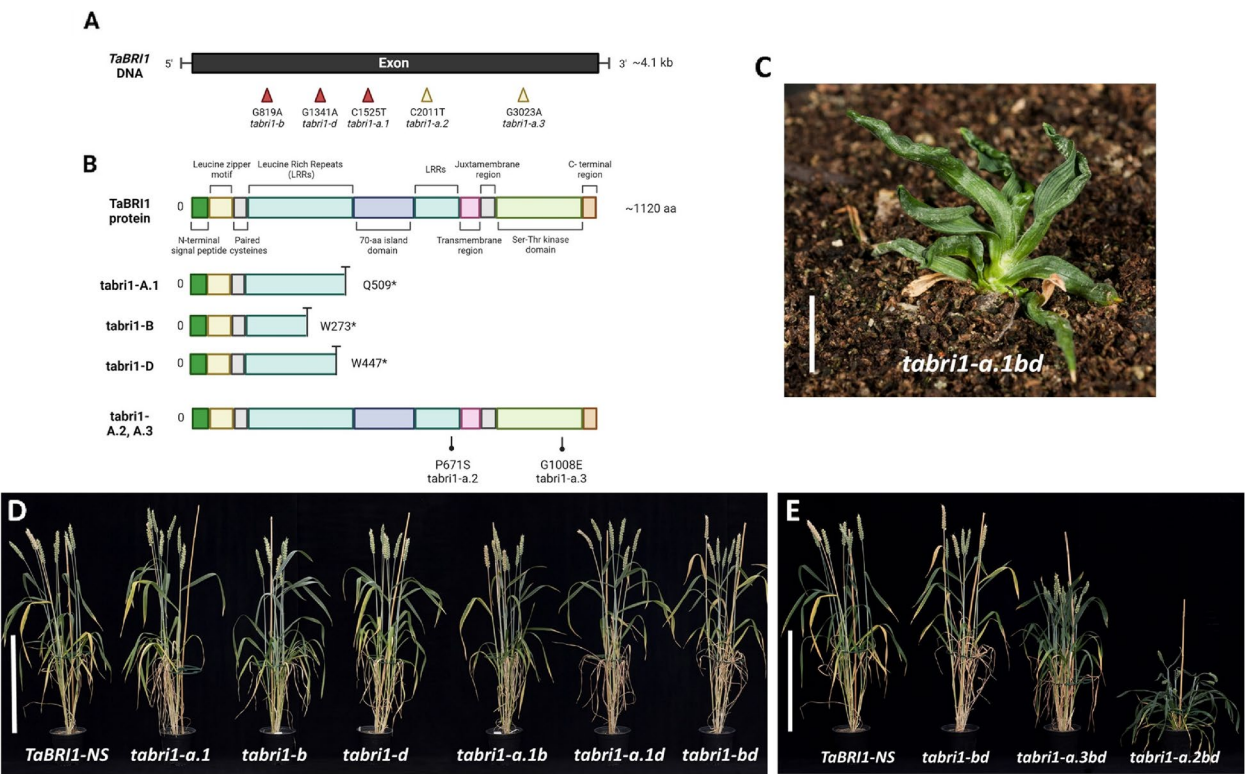 A
TaBRI1
DNA
5'
Exon
3' ~4.1 kb
G819A
tabri1-b
G1341A
tabri1-d
C1525T
tabri1-a.1
C2011T
tabri1-a.2
G3023A
tabri1-a.3
B
Leucine zipper
motif
Leucine Rich Repeats
(LRRs)
LRRs
Juxtamembrane
region
C- terminal
region
TaBRI1
protein
0
~1120 aa
N-terminal
signal peptide
Paired
cysteines
70-aa island
domain
Transmembrane
region
Ser-Thr kinase
domain
tabri1-A.1
0
Q509*
tabri1-B
0
W273*
tabri1-D
0
W447*
tabri1-
A.2, A.3
0
P671S
tabri1-a.2
G1008E
tabri1-a.3
C
tabri1-a.1bd
D
TaBRI1-NS
tabri1-a.1
tabri1-b
tabri1-d
tabri1-a.1b
tabri1-a.1d
tabri1-bd
E
TaBRI1-NS
tabri1-bd
tabri1-a.3bd
tabri1-a.2bd